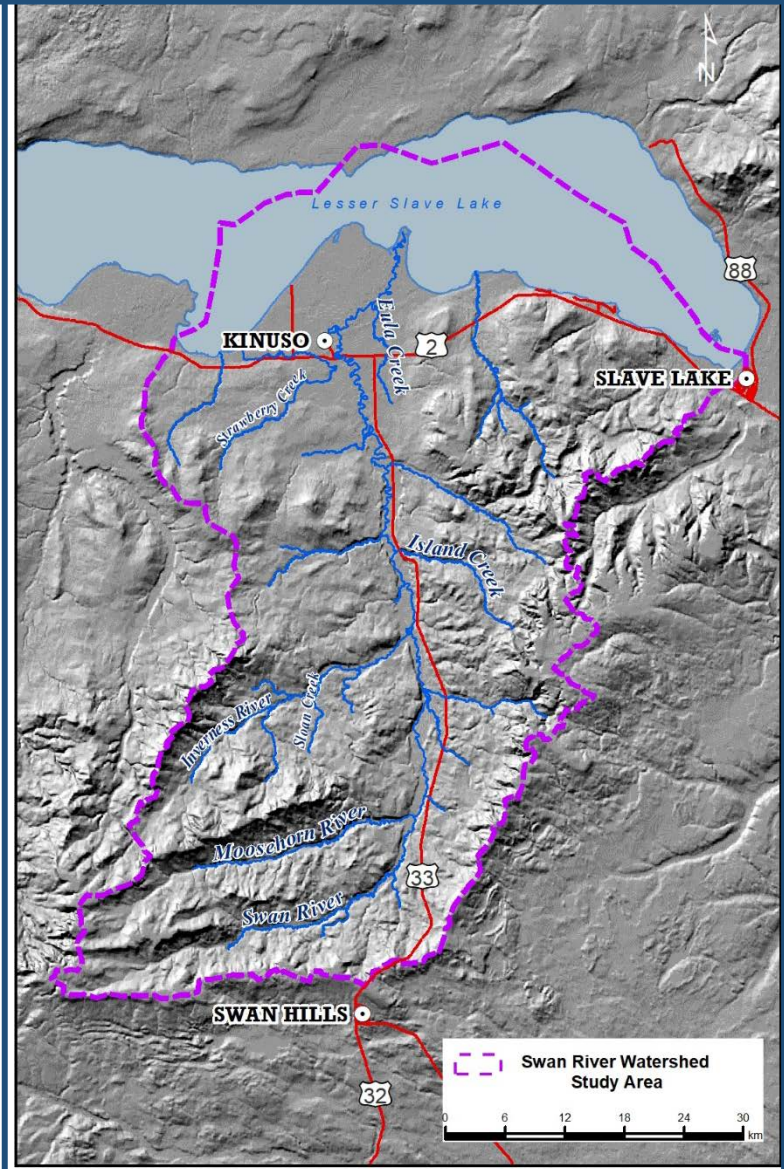 N
Lesser Slave Lake
88
KINUSO
Eula Creek
2
SLAVE LAKE
Strawberry Creek
Island Creek
Inverness River
Sloan Creek
Moosehorn River
33
Swan River
SWAN HILLS
32
Swan River Watershed
Study Area
0 6 12 18 24 30
km